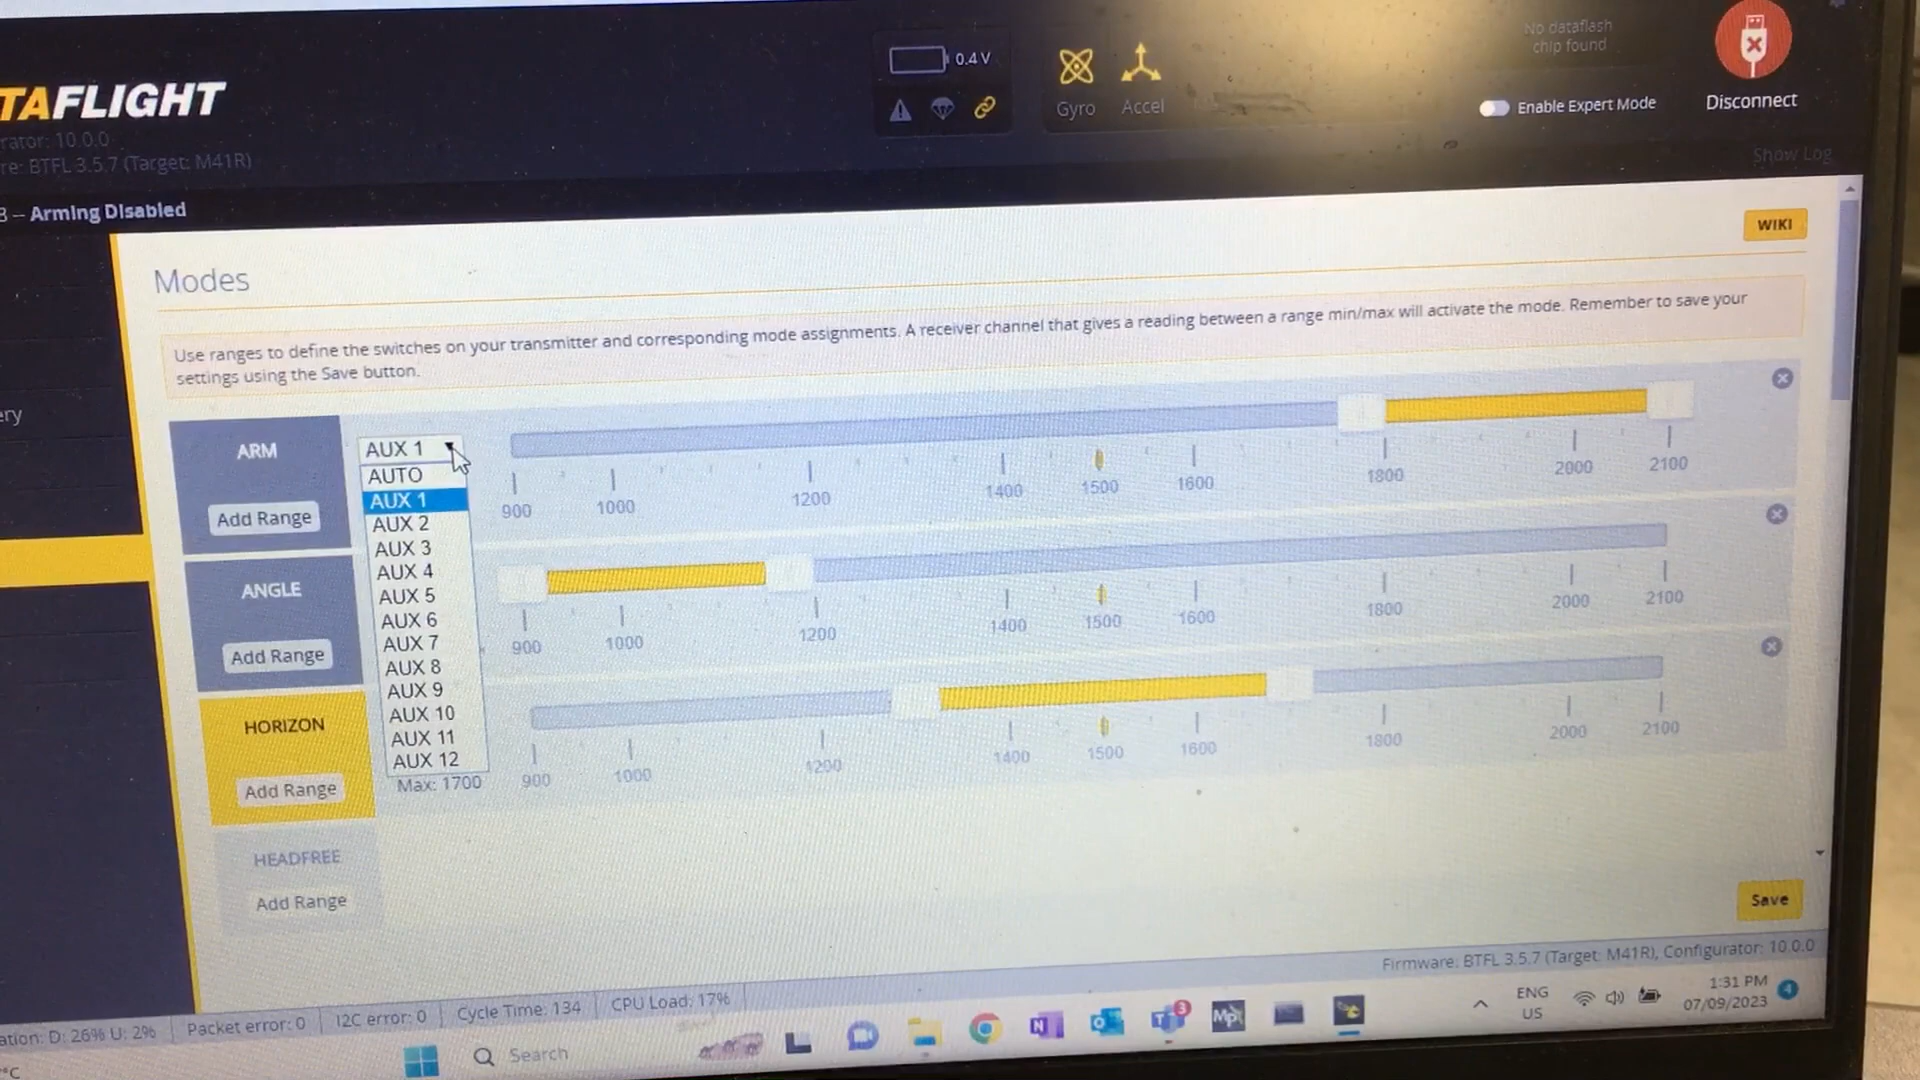 No dataflash
chip found
0.4 V
TAFLIGHT
Gyro
Accel
Enable Expert Mode
Disconnect
rator: 10.0.0
re: BTFL 3.5.7 (Target: M41R)
Show Log
3 -- Arming Disabled
WIKI
Modes
Use ranges to define the switches on your transmitter and corresponding mode assignments. A receiver channel that gives a reading between a range min/max will activate the mode. Remember to save your
settings using the Save button.
ery
ARM
Add Range
AUX 1
AUTO
AUX 1
AUX 2
AUX 3
AUX 4
AUX 5
AUX 6
AUX 7
AUX 8
AUX 9
AUX 10
AUX 11
AUX 12
900 1000 1200 1400 1500 1600 1800 2000 2100
ANGLE
Add Range
900 1000 1200 1400 1500 1600 1800 2000 2100
HORIZON
Add Range
Max: 1700
900 1000 1200 1400 1500 1600 1800 2000 2100
HEADFREE
Add Range
Save
ation: D: 26% U: 2%
Packet error: 0
I2C error: 0
Cycle Time: 134
CPU Load: 17%
Firmware: BTFL 3.5.7 (Target: M41R), Configurator: 10.0.0
°C
Search
N
3
Mp
ENG
US
1:31 PM
07/09/2023
4